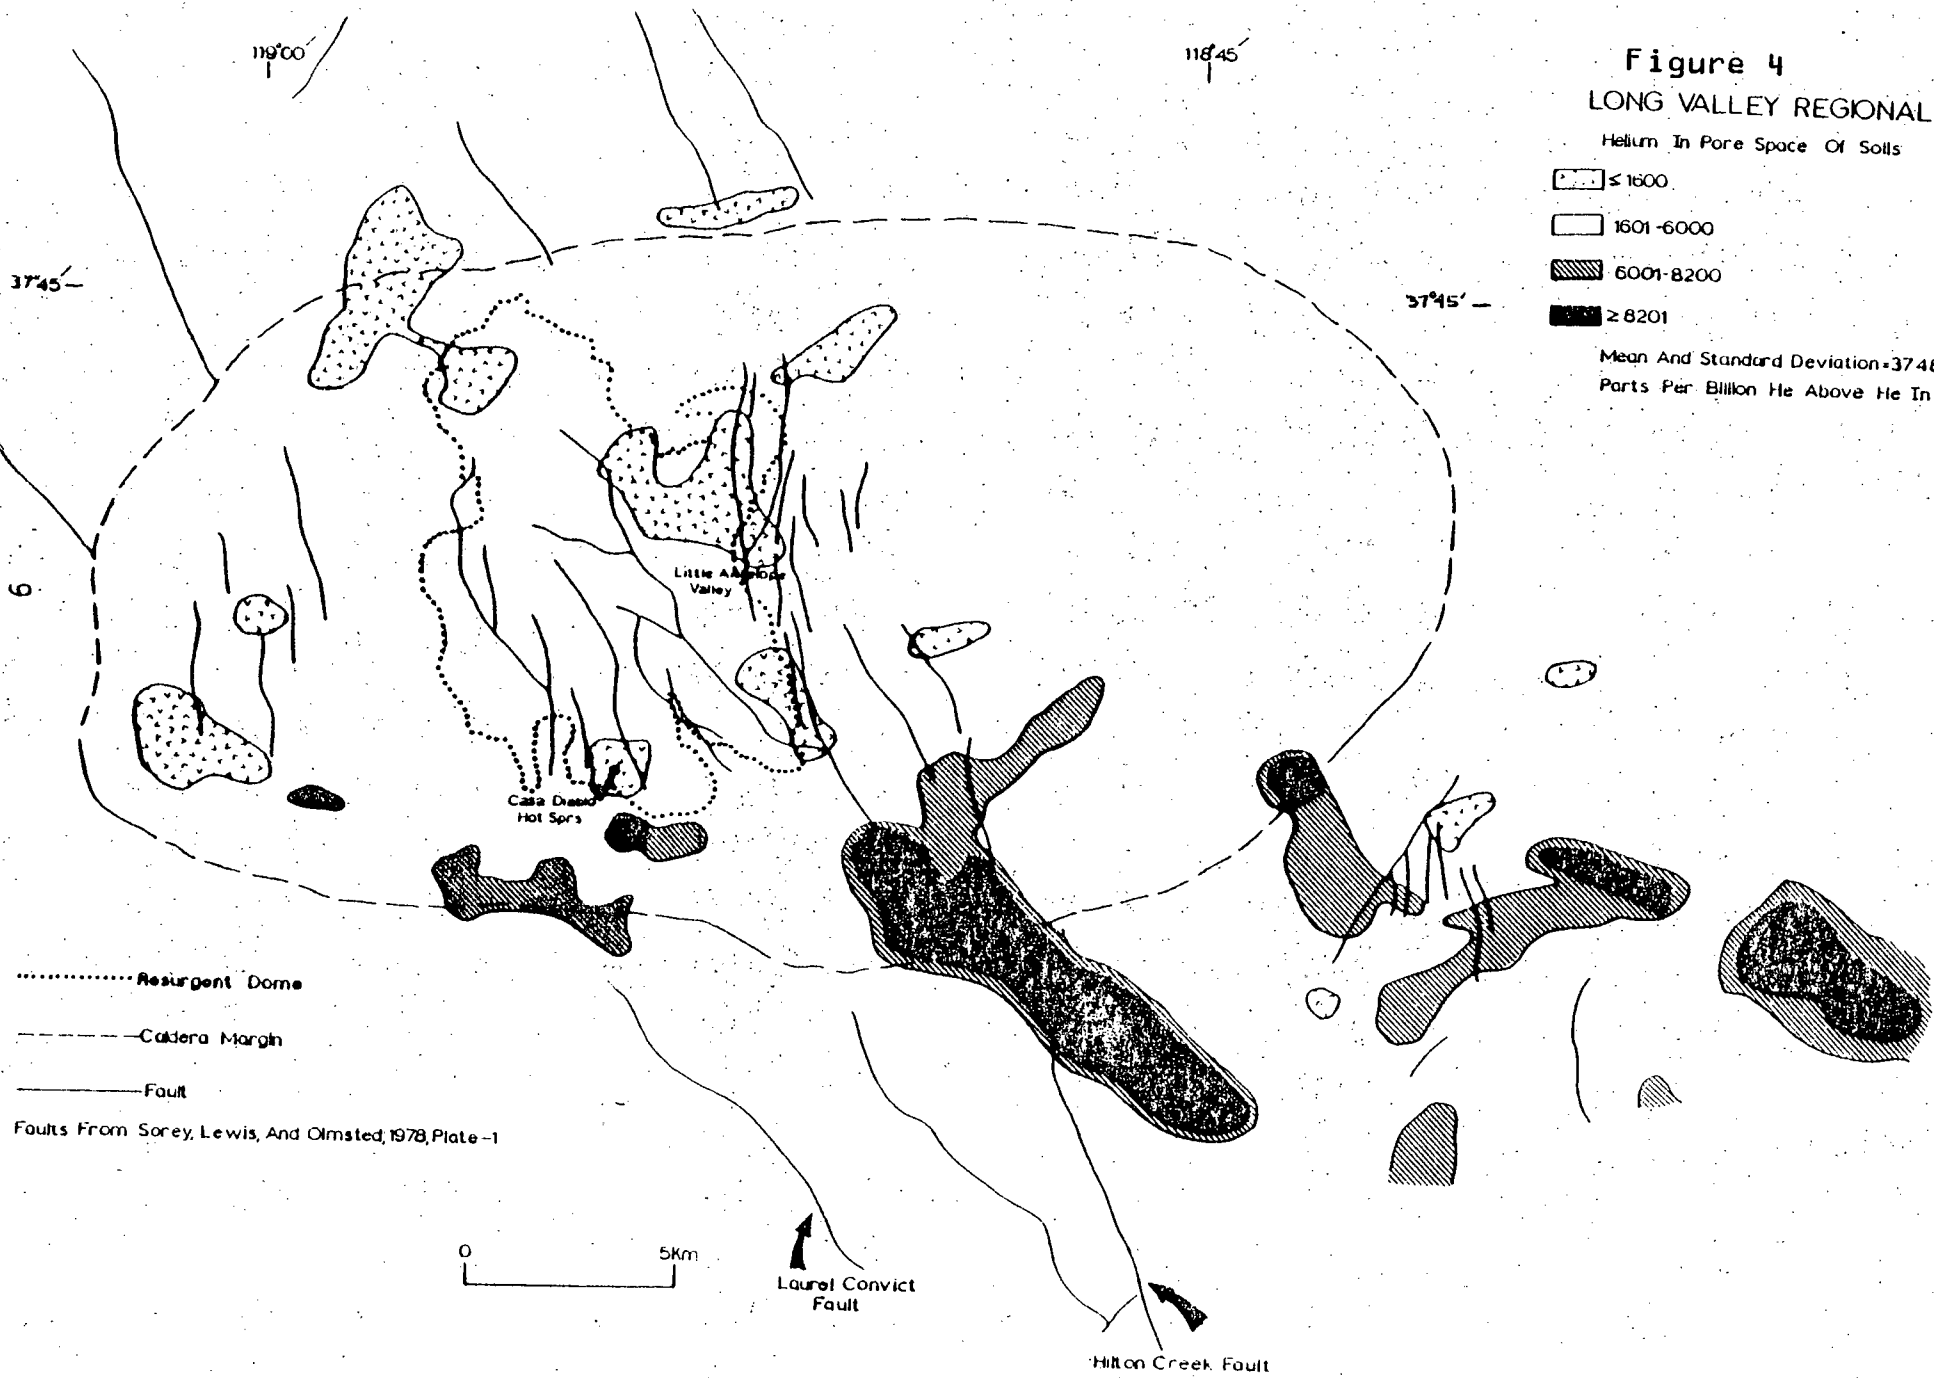 Figure 4
LONG VALLEY REGIONAL
Helium In Pore Space Of Soils
≤ 1600
1601-6000
6001-8200
≥ 8201
Mean And Standard Deviation=3748
Parts Per Billion He Above He In
119°00′
118°45′
37°45′
37°45′
Little Antelope
Valley
Casa Diablo
Hot Sprs
6
Resurgent Dome
Caldera Margin
Fault
Faults From Sorey, Lewis, And Olmsted, 1978, Plate-1
0 5Km
Laurel Convict
Fault
Hilton Creek Fault